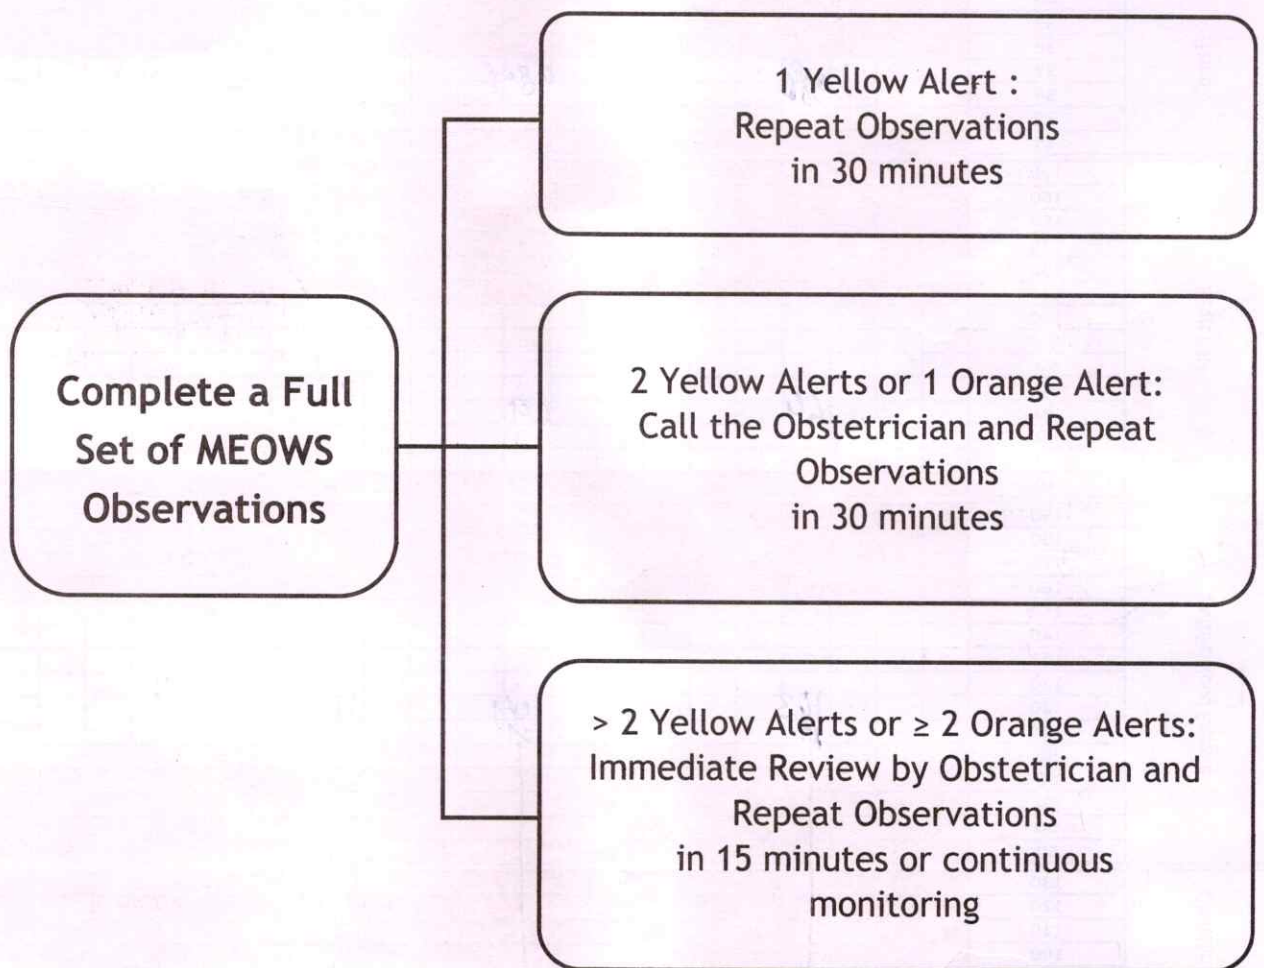 1 Yellow Alert :
Repeat Observations
in 30 minutes
Complete a Full
Set of MEOWS
Observations
2 Yellow Alerts or 1 Orange Alert:
Call the Obstetrician and Repeat
Observations
in 30 minutes
> 2 Yellow Alerts or ≥ 2 Orange Alerts:
Immediate Review by Obstetrician and
Repeat Observations
in 15 minutes or continuous
monitoring